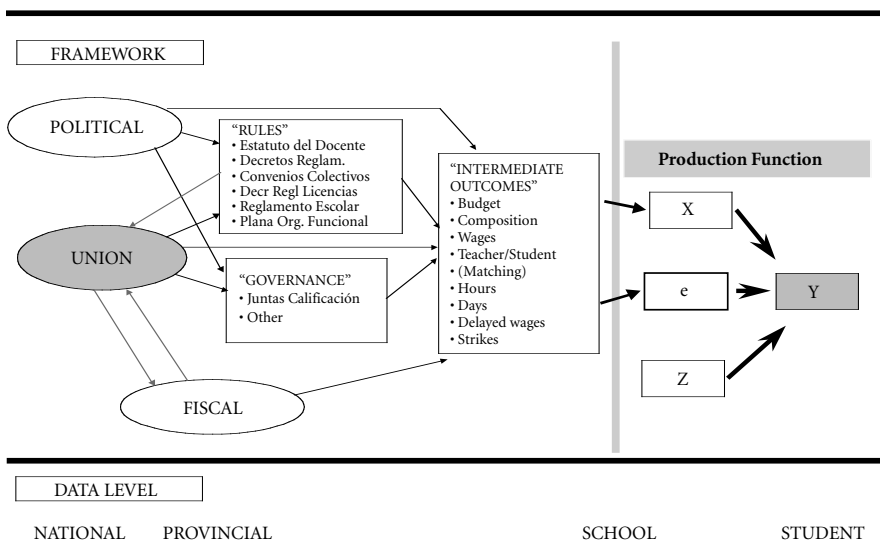 FRAMEWORK
POLITICAL
“RULES”
• Estatuto del Docente
• Decretos Reglam.
• Convenios Colectivos
• Decr Regl Licencias
• Reglamento Escolar
• Plana Org. Funcional
UNION
“GOVERNANCE”
• Juntas Calificación
• Other
FISCAL
“INTERMEDIATE
OUTCOMES”
• Budget
• Composition
• Wages
• Teacher/Student
• (Matching)
• Hours
• Days
• Delayed wages
• Strikes
Production Function
X
e
Y
Z
DATA LEVEL
NATIONAL PROVINCIAL SCHOOL STUDENT